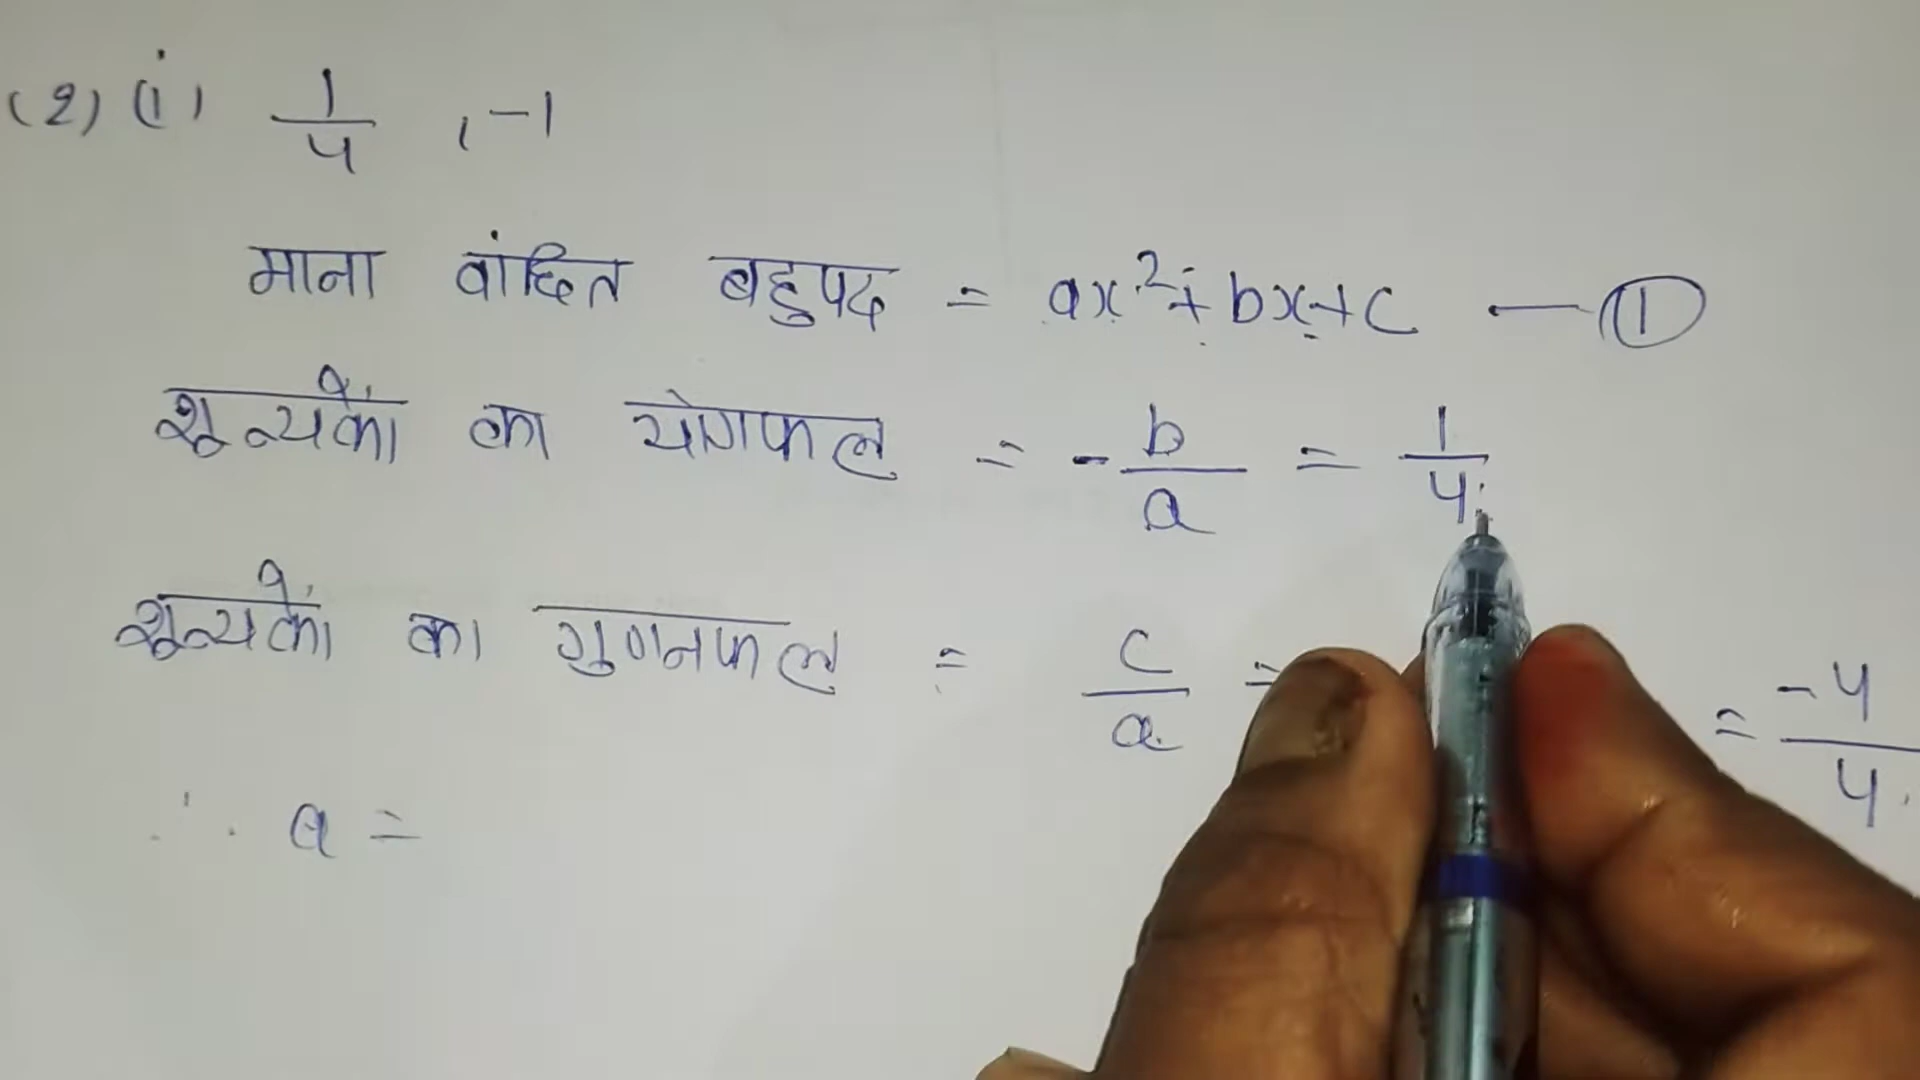 (2) (i) 1/4 , -1
माना वांछित बहुपद = ax²+bx+c — ①
शून्यकों का योगफल = -b/a = 1/4
शून्यकों का गुणनफल = c/a = = -4/4
∴ a =